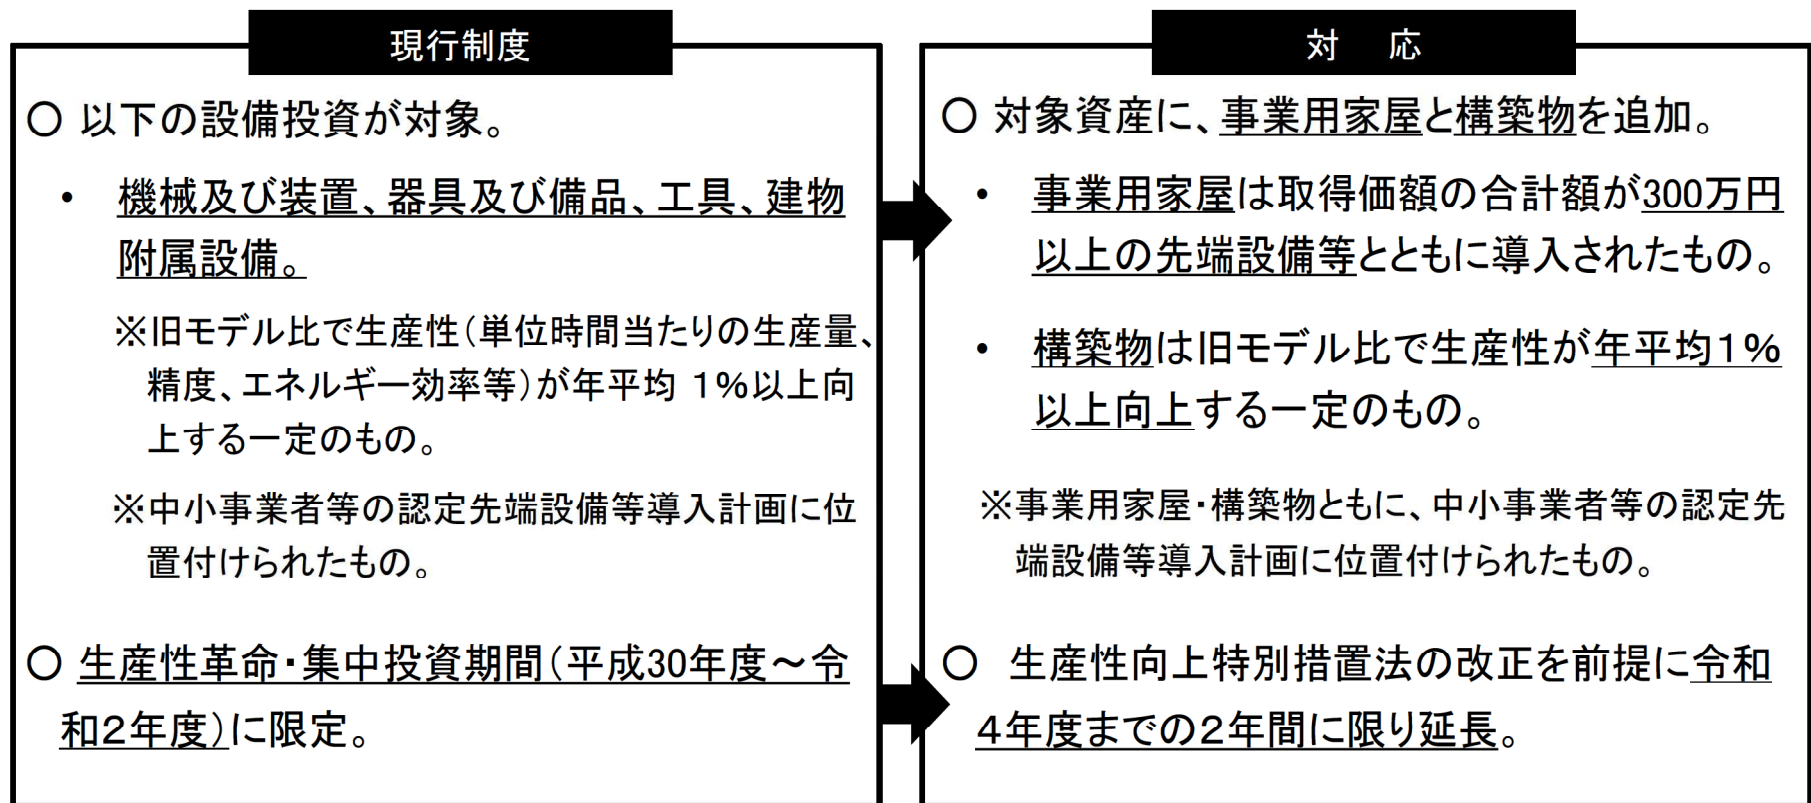 現行制度
〇 以下の設備投資が対象。
• 機械及び装置、器具及び備品、工具、建物
附属設備。
※旧モデル比で生産性(単位時間当たりの生産量、
精度、エネルギー効率等)が年平均 1%以上向
上する一定のもの。
※中小事業者等の認定先端設備等導入計画に位
置付けられたもの。
〇 生産性革命・集中投資期間(平成30年度~令
和2年度)に限定。
対 応
〇 対象資産に、事業用家屋と構築物を追加。
• 事業用家屋は取得価額の合計額が300万円
以上の先端設備等とともに導入されたもの。
• 構築物は旧モデル比で生産性が年平均1%
以上向上する一定のもの。
※事業用家屋・構築物ともに、中小事業者等の認定先
端設備等導入計画に位置付けられたもの。
〇 生産性向上特別措置法の改正を前提に令和
4年度までの2年間に限り延長。